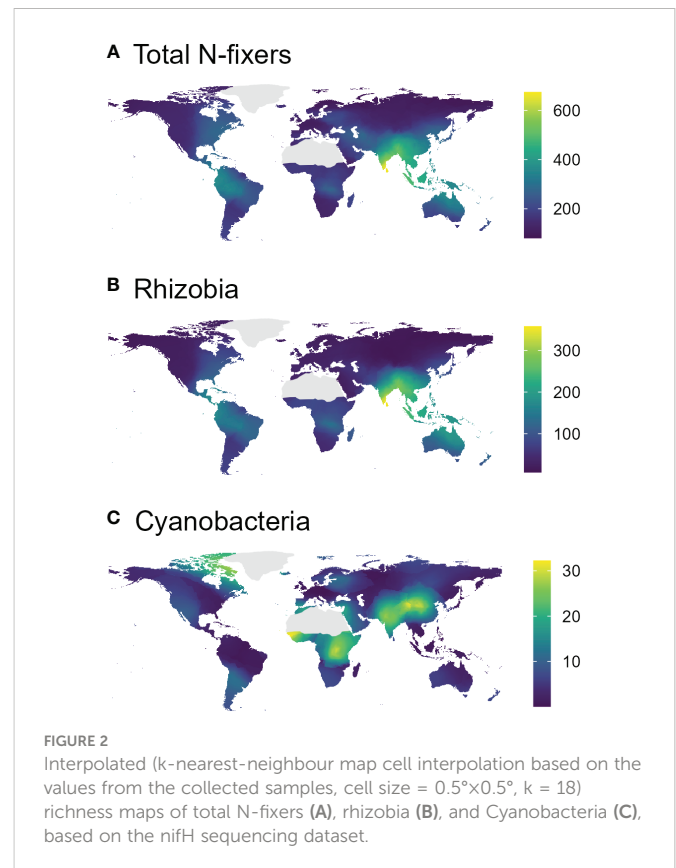 A Total N-fixers
600
400
200
B Rhizobia
300
200
100
C Cyanobacteria
30
20
10
FIGURE 2
Interpolated (k-nearest-neighbour map cell interpolation based on the
values from the collected samples, cell size = 0.5°×0.5°, k = 18)
richness maps of total N-fixers (A), rhizobia (B), and Cyanobacteria (C),
based on the nifH sequencing dataset.